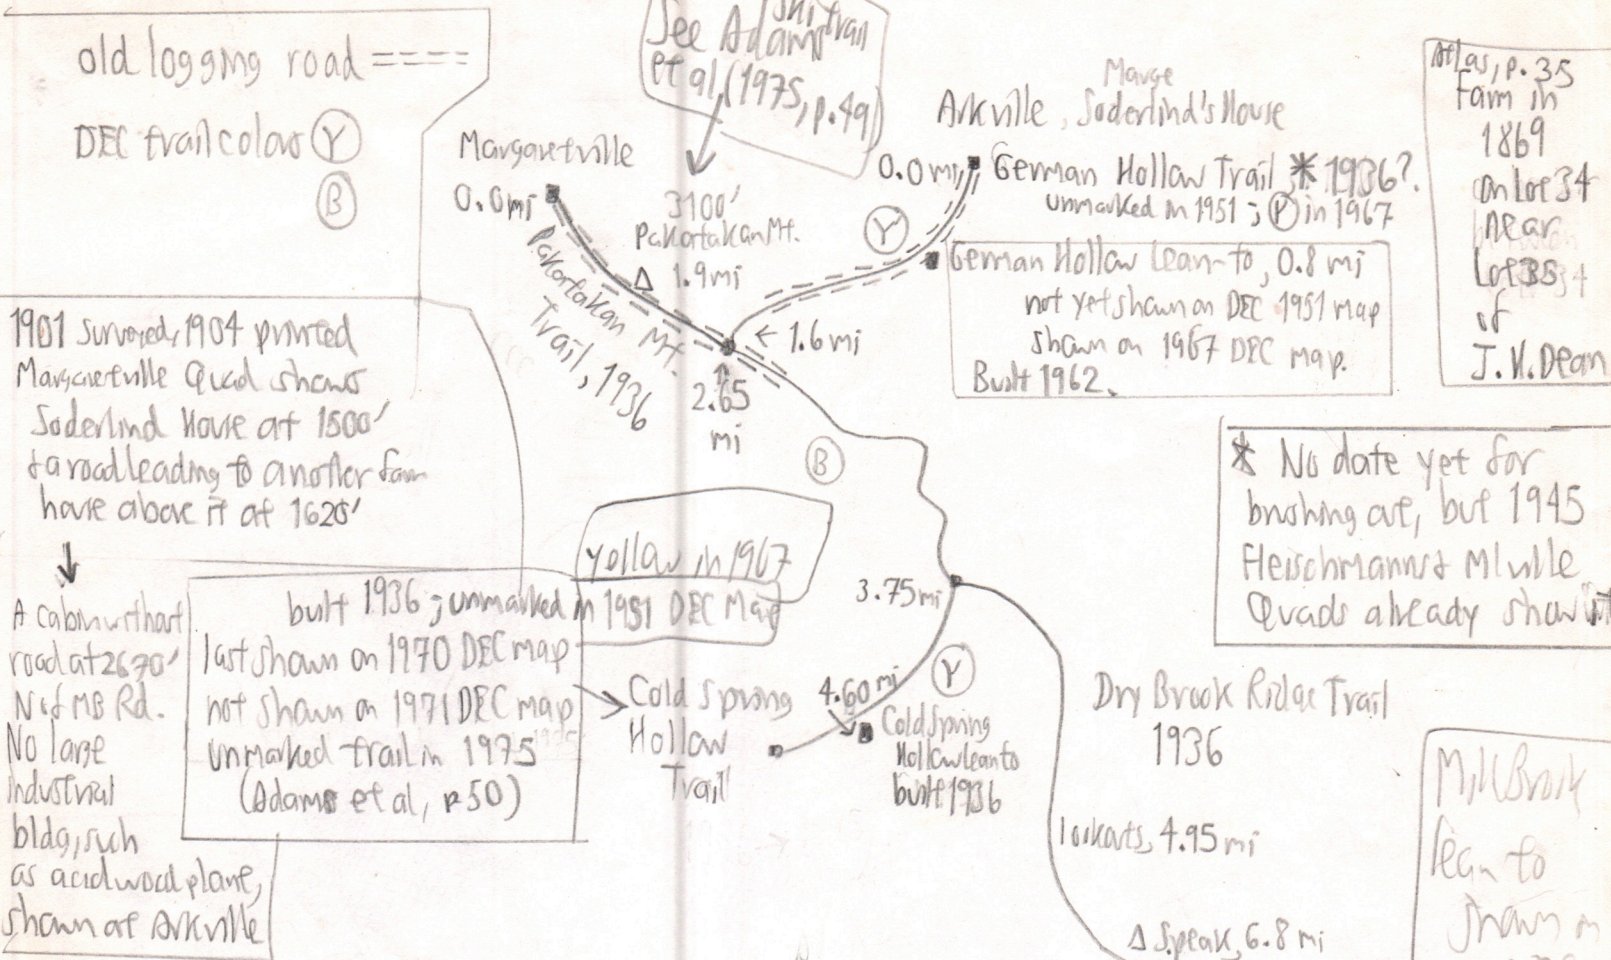 old logging road ====
DEC trail colors Y
B
See Adams
ski trail
et al, (1975, p.49)
Margaretville
0.0 mi
3100'
Pakatakan Mt.
1.9 mi
Pakatakan Mt.
Trail, 1936
2.65
mi
← 1.6 mi
Marge
Arkville, Soderlind's House
0.0 mi
German Hollow Trail * 1936?
unmarked in 1951; Y in 1967
Y
German Hollow Lean-to, 0.8 mi
not yet shown on DEC 1951 map
shown on 1967 DEC map.
Built 1962.
Atlas, p. 35
Farm in
1869
on Lot 34
near
Lot 35
of
J. K. Dean
1901 surveyed, 1904 printed
Margaretville Quad shows
Soderlind House at 1500'
& a road leading to another farm
house above it at 1620'
A cabin without
road at 2670'
N of MB Rd.
No large
industrial
bldg, such
as acid wood plant,
shown at Arkville
B
* No date yet for
brushing out, but 1945
Fleischmanns & M'ville
Quads already show it
yellow in 1967
built 1936; unmarked in 1951 DEC Map
last shown on 1970 DEC map
not shown on 1971 DEC map
unmarked trail in 1975
(Adams et al, p 50)
3.75 mi
Y
4.60 mi
Cold Spring
Hollow
Trail
Cold Spring
Hollow lean to
built 1936
Dry Brook Ridge Trail
1936
lookouts, 4.95 mi
Δ S. peak, 6.8 mi
Mill Brook
lean to
shown on